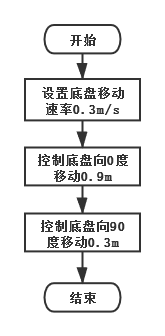 开始
设置底盘移动
速率0.3m/s
控制底盘向0度
移动0.9m
控制底盘向90
度移动0.3m
结束